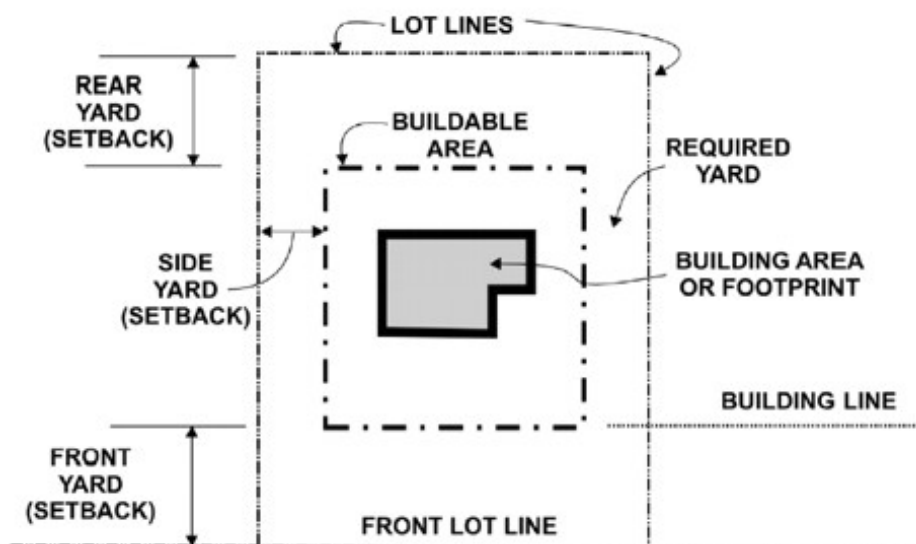 LOT LINES
REAR
YARD
(SETBACK)
BUILDABLE
AREA
REQUIRED
YARD
SIDE
YARD
(SETBACK)
BUILDING AREA
OR FOOTPRINT
BUILDING LINE
FRONT
YARD
(SETBACK)
FRONT LOT LINE